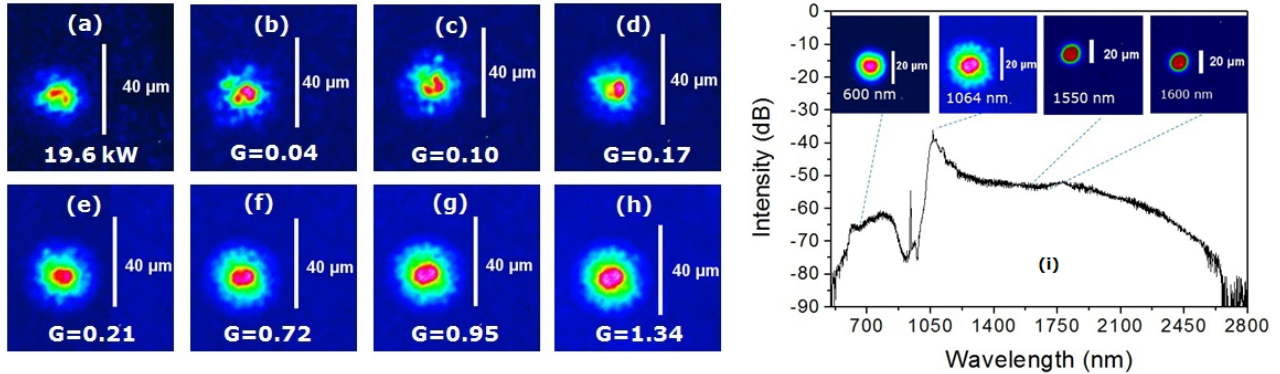 (a)
40 µm
19.6 kW
(b)
40 µm
G=0.04
(c)
40 µm
G=0.10
(d)
40 µm
G=0.17
(e)
40 µm
G=0.21
(f)
40 µm
G=0.72
(g)
40 µm
G=0.95
(h)
40 µm
G=1.34
Intensity (dB)
0
-10
-20
-30
-40
-50
-60
-70
-80
-90
20 µm
600 nm
20 µm
1064 nm
20 µm
1550 nm
20 µm
1600 nm
(i)
700 1050 1400 1750 2100 2450 2800
Wavelength (nm)